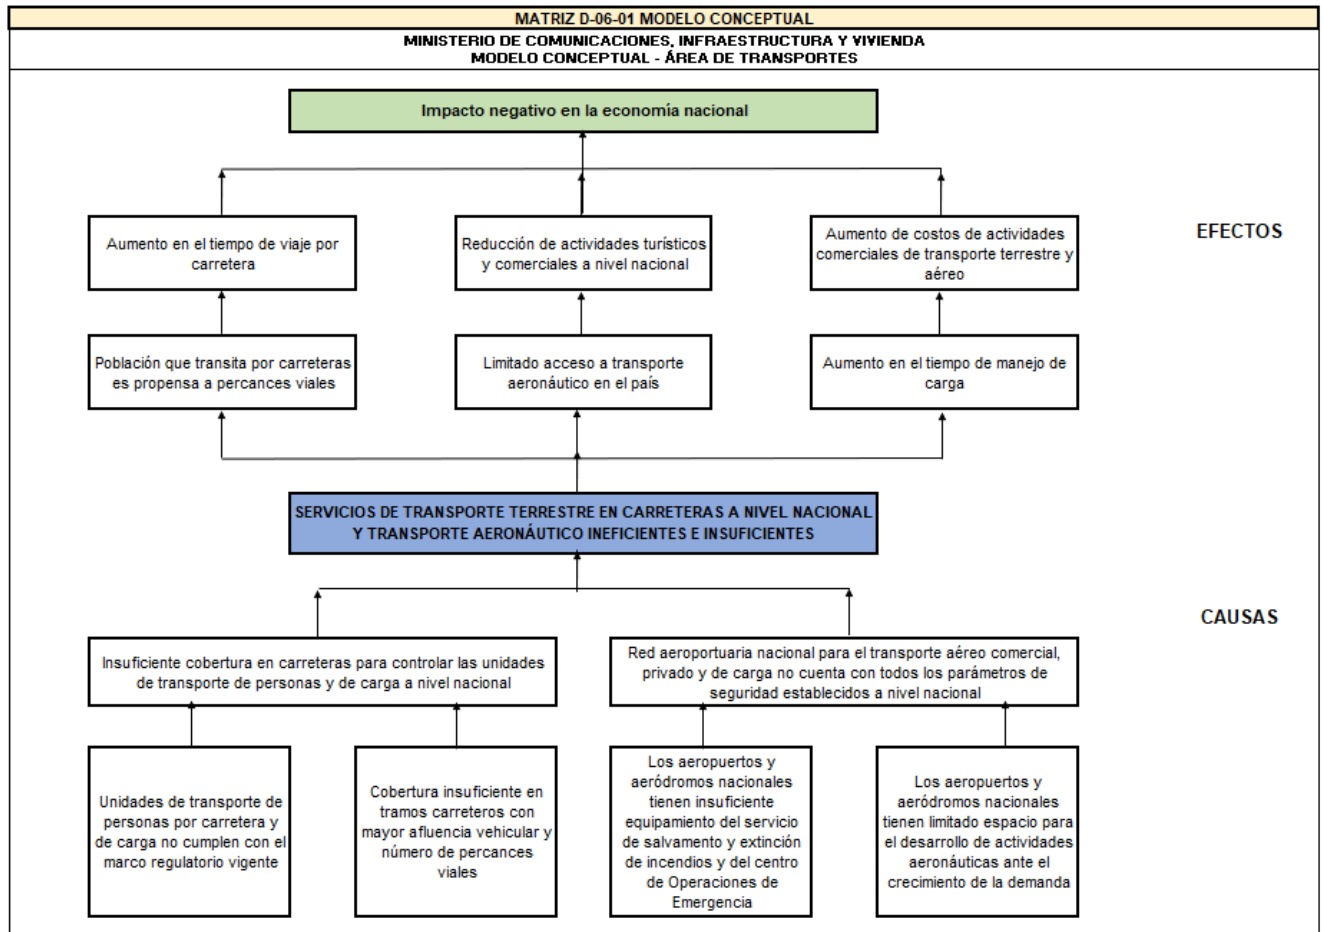 MATRIZ D-06-01 MODELO CONCEPTUAL
MINISTERIO DE COMUNICACIONES, INFRAESTRUCTURA Y VIVIENDA
MODELO CONCEPTUAL - ÁREA DE TRANSPORTES
Impacto negativo en la economía nacional
Aumento en el tiempo de viaje por
carretera
Reducción de actividades turísticos
y comerciales a nivel nacional
Aumento de costos de actividades
comerciales de transporte terrestre y
aéreo
EFECTOS
Población que transita por carreteras
es propensa a percances viales
Limitado acceso a transporte
aeronáutico en el país
Aumento en el tiempo de manejo de
carga
SERVICIOS DE TRANSPORTE TERRESTRE EN CARRETERAS A NIVEL NACIONAL
Y TRANSPORTE AERONÁUTICO INEFICIENTES E INSUFICIENTES
CAUSAS
Insuficiente cobertura en carreteras para controlar las unidades
de transporte de personas y de carga a nivel nacional
Red aeroportuaria nacional para el transporte aéreo comercial,
privado y de carga no cuenta con todos los parámetros de
seguridad establecidos a nivel nacional
Unidades de transporte de
personas por carretera y
de carga no cumplen con el
marco regulatorio vigente
Cobertura insuficiente en
tramos carreteros con
mayor afluencia vehicular y
número de percances
viales
Los aeropuertos y
aeródromos nacionales
tienen insuficiente
equipamiento del servicio
de salvamento y extinción
de incendios y del centro
de Operaciones de
Emergencia
Los aeropuertos y
aeródromos nacionales
tienen limitado espacio para
el desarrollo de actividades
aeronáuticas ante el
crecimiento de la demanda